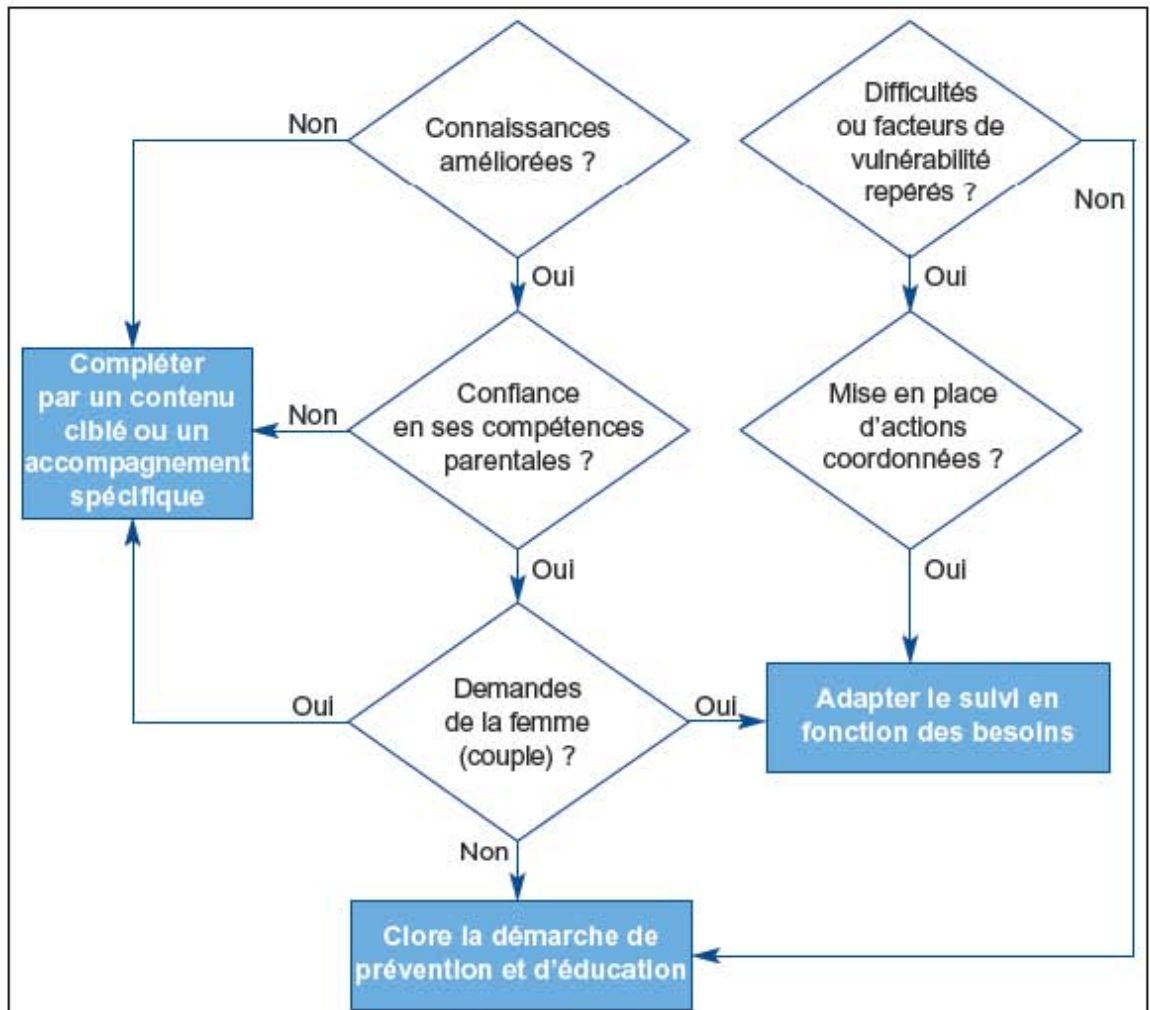 Non
Connaissances
améliorées ?
Difficultés
ou facteurs de
vulnérabilité
repérés ?
Non
Oui
Oui
Compléter
par un contenu
ciblé ou un
accompagnement
spécifique
Non
Confiance
en ses compétences
parentales ?
Mise en place
d'actions
coordonnées ?
Oui
Oui
Oui
Demandes
de la femme
(couple) ?
Oui
Adapter le suivi en
fonction des besoins
Non
Clore la démarche de
prévention et d'éducation